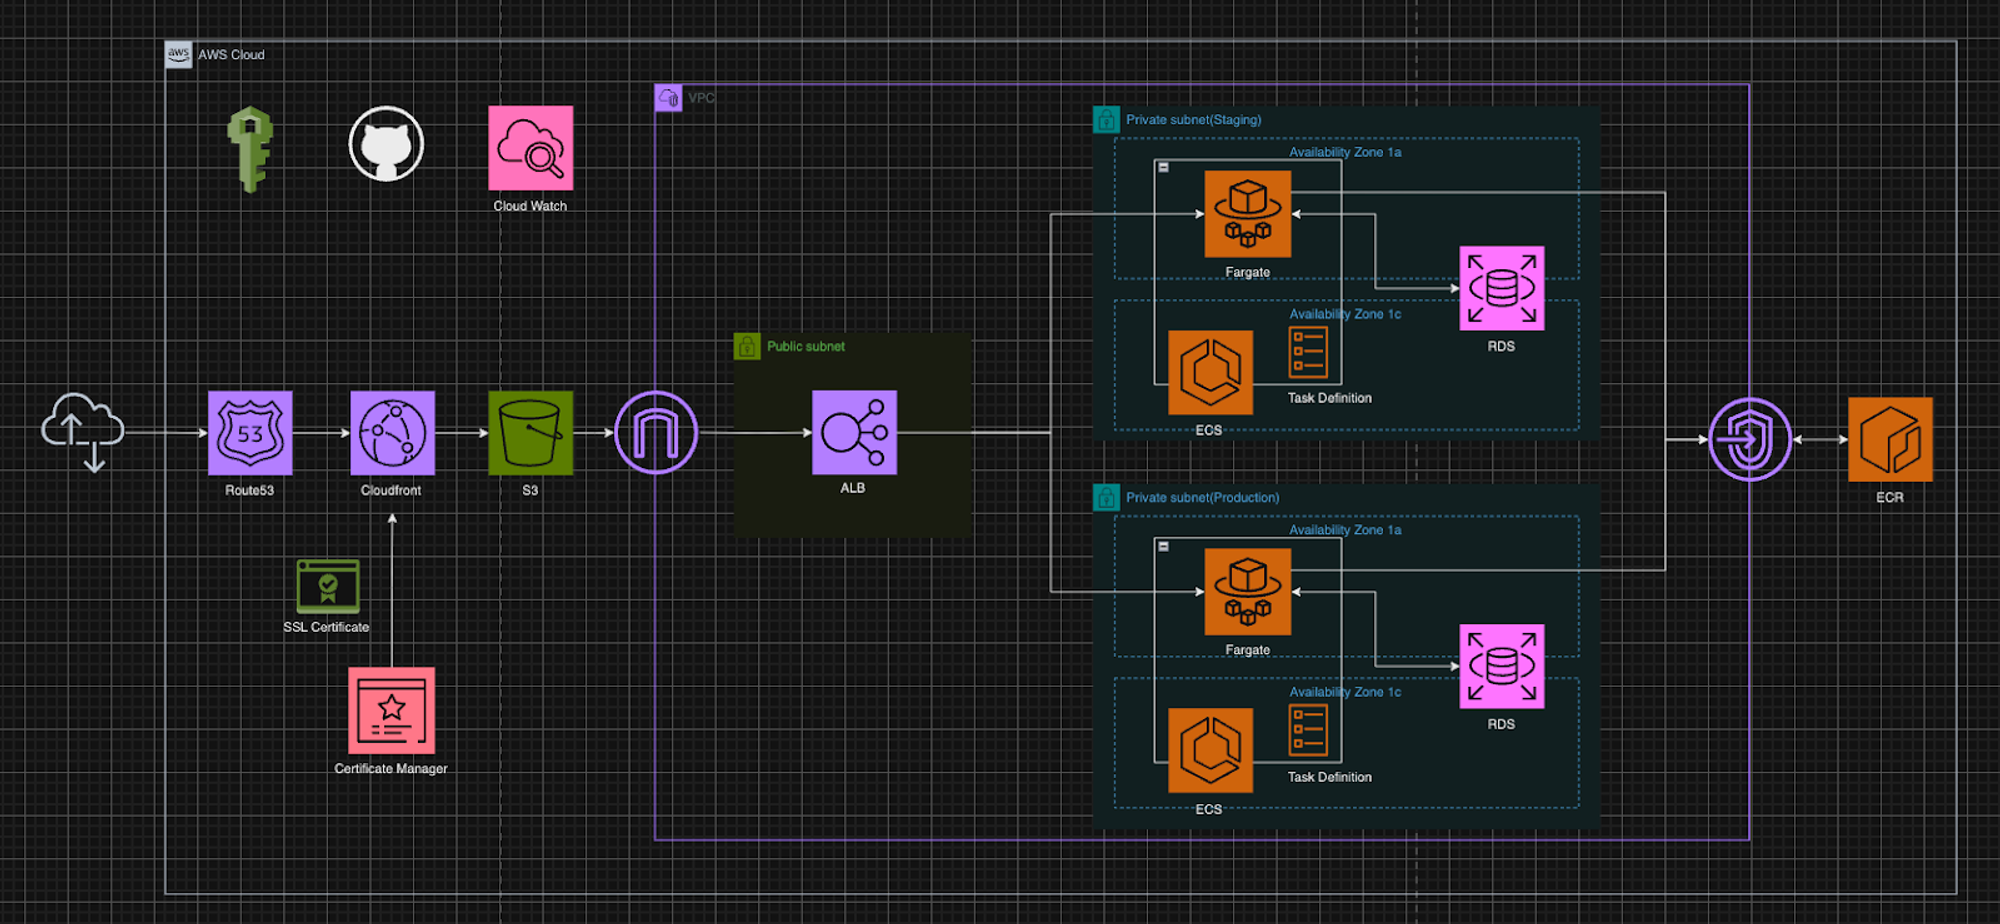 aws
AWS Cloud
VPC
Cloud Watch
Private subnet(Staging)
Availability Zone 1a
Fargate
RDS
Availability Zone 1c
Task Definition
ECS
Public subnet
ALB
53
Route53
Cloudfront
S3
ECR
SSL Certificate
Certificate Manager
Private subnet(Production)
Availability Zone 1a
Fargate
RDS
Availability Zone 1c
Task Definition
ECS